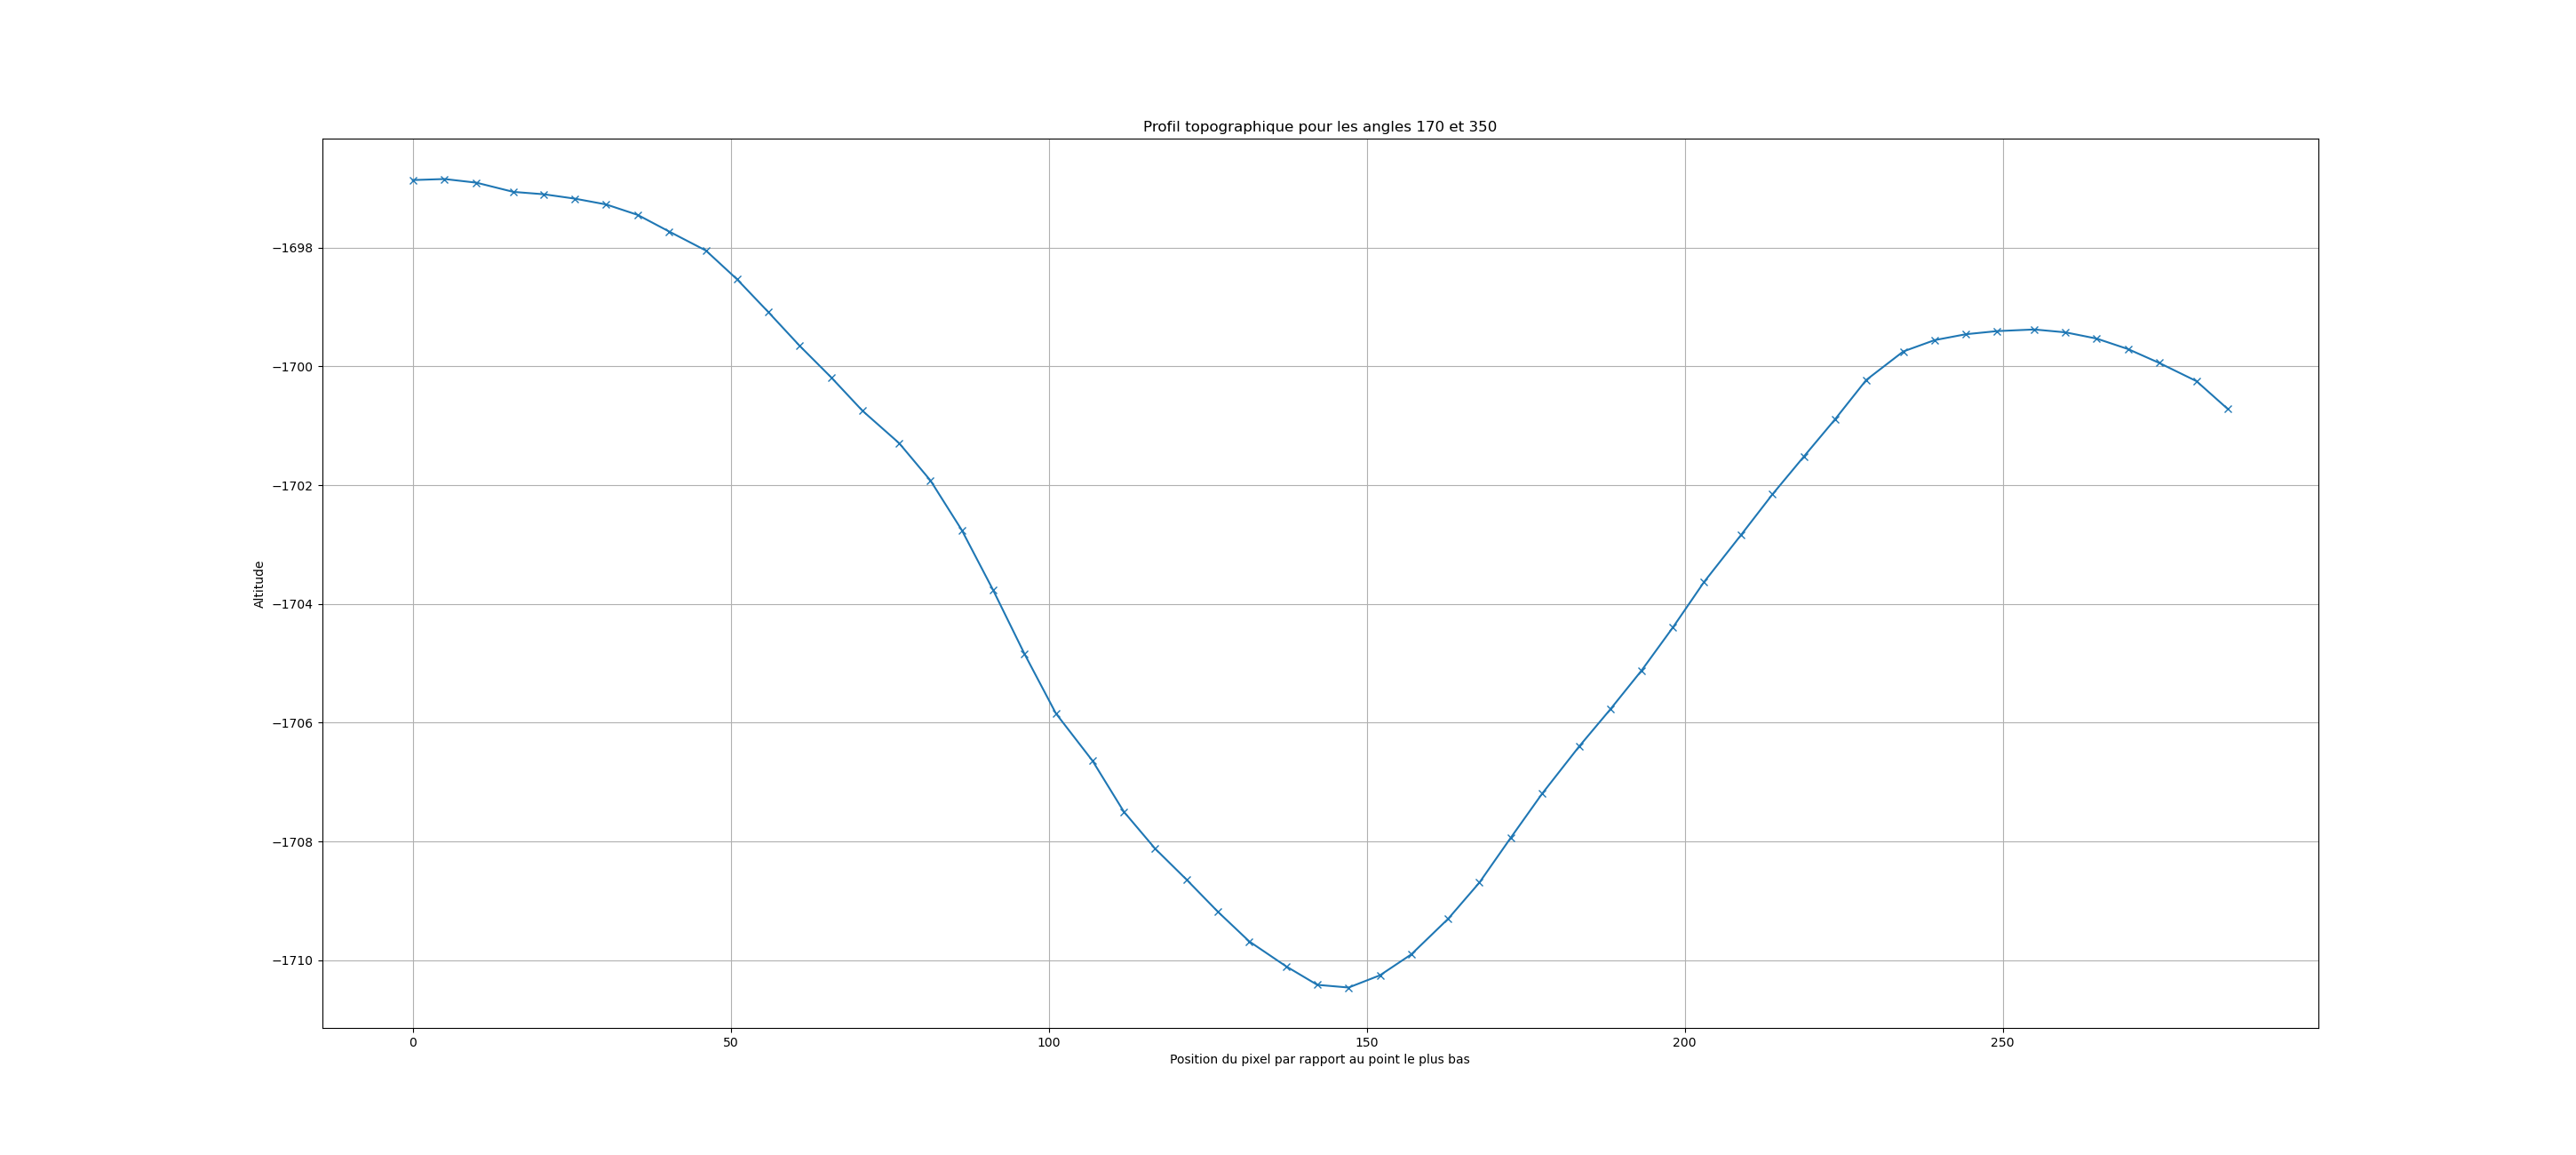 Profil topographique pour les angles 170 et 350
Altitude
−1698
−1700
−1702
−1704
−1706
−1708
−1710
0 50 100 150 200 250
Position du pixel par rapport au point le plus bas